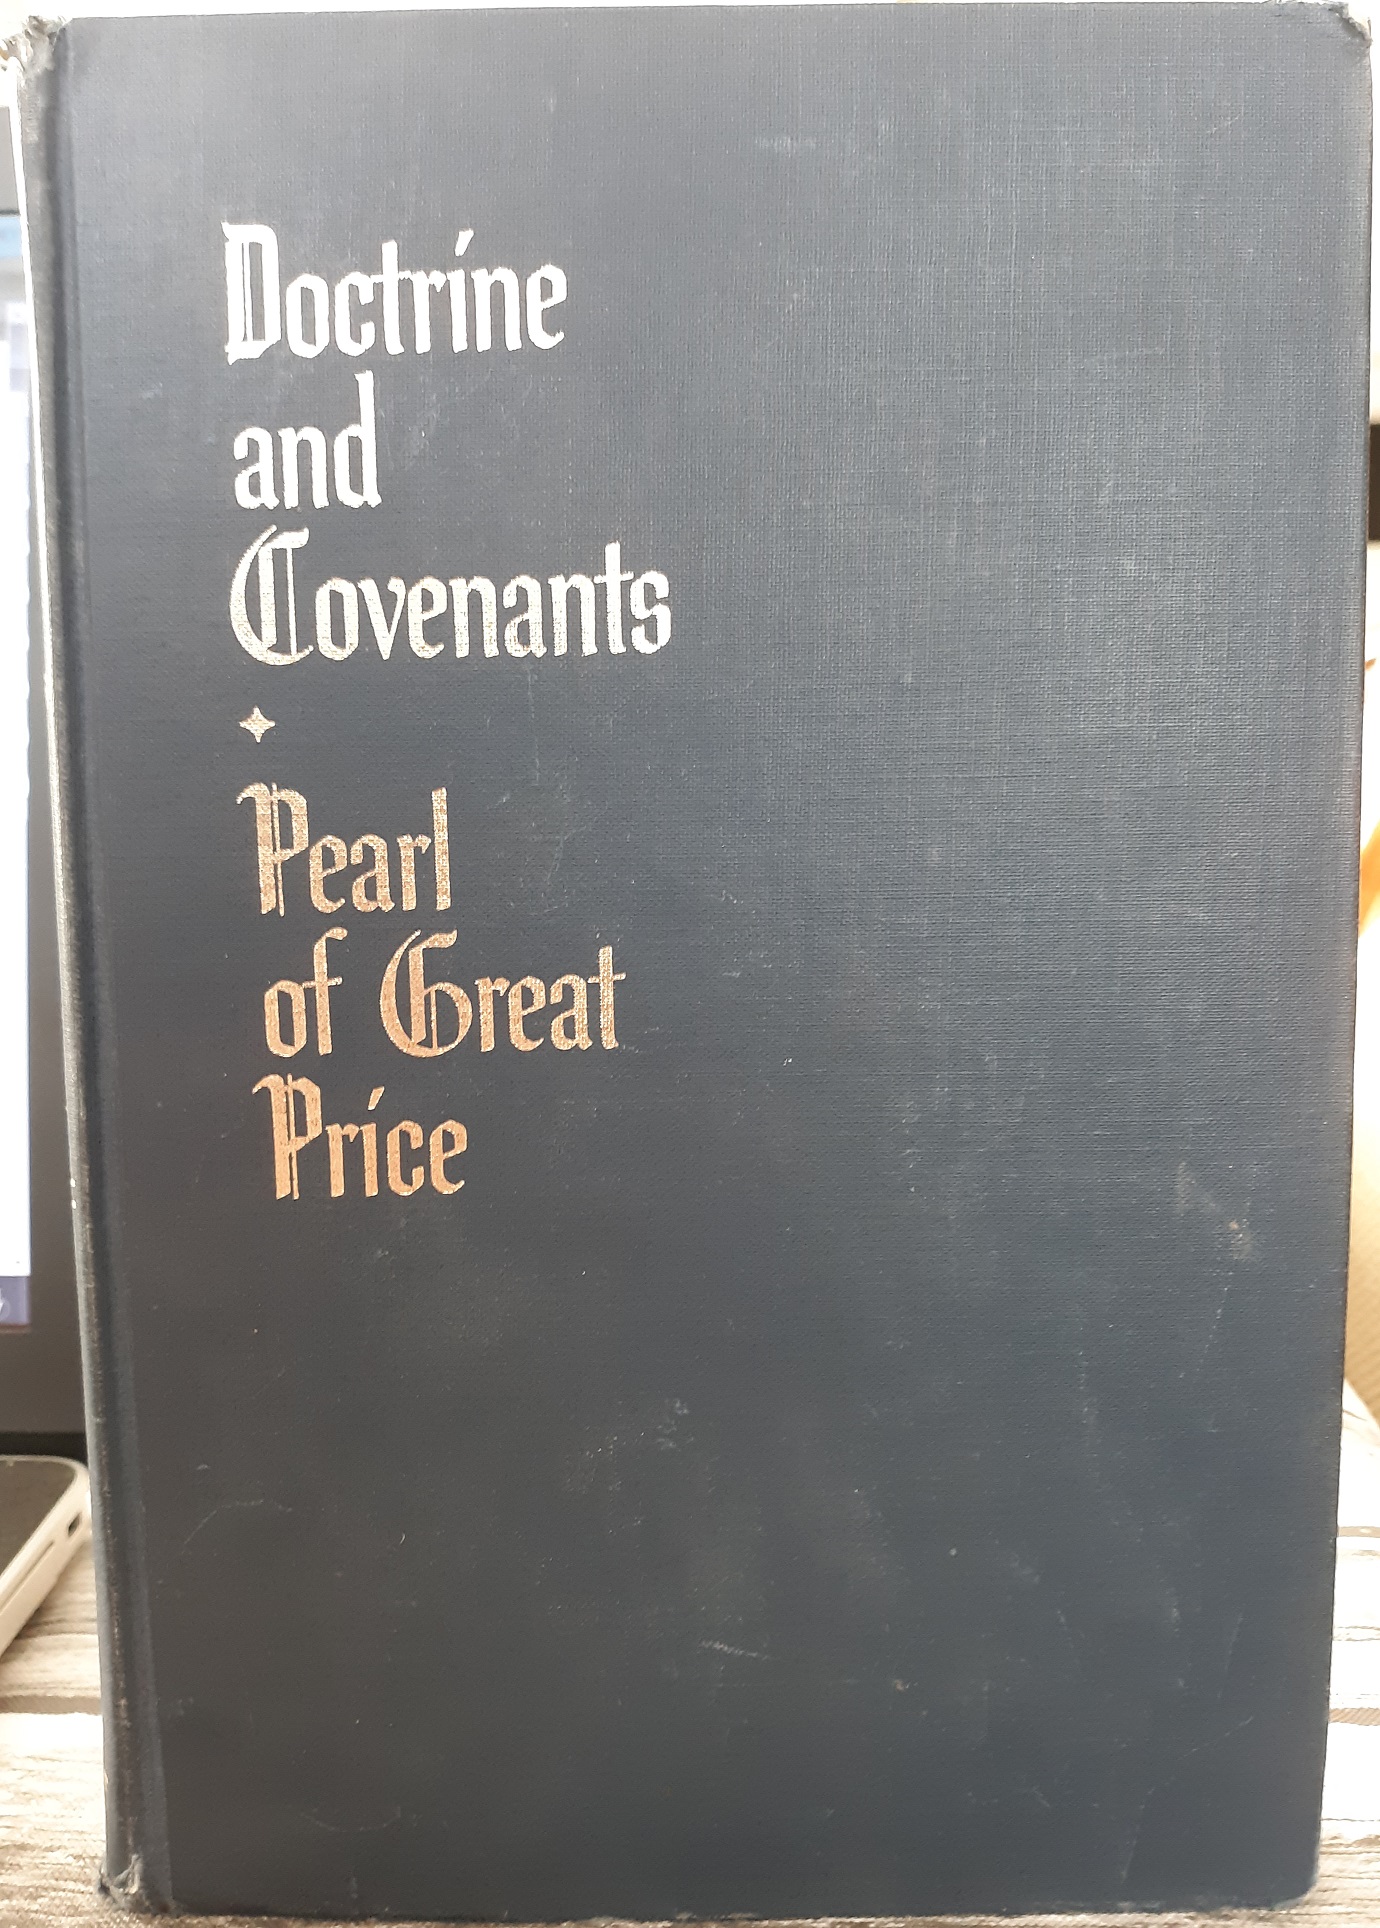 Doctrine
and
Covenants
Pearl
of Great
Price